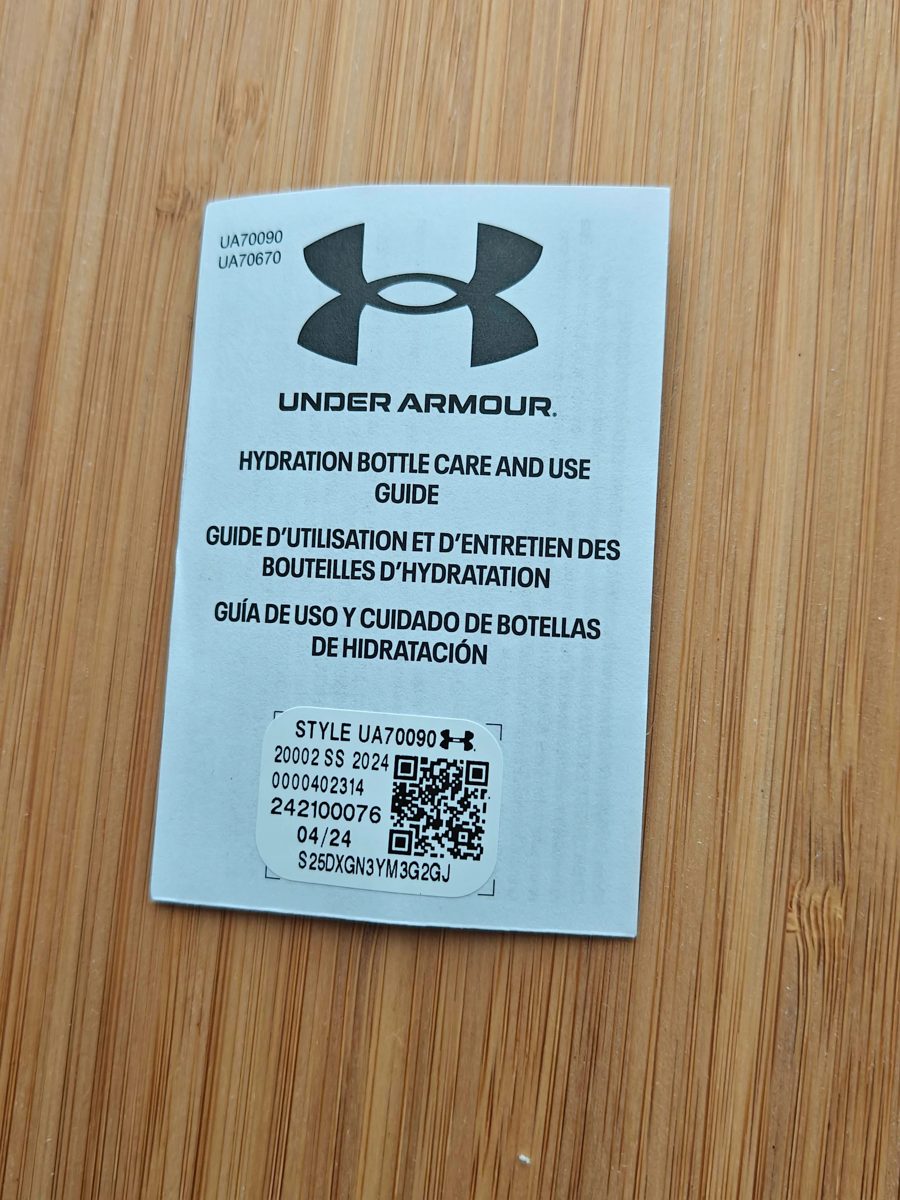 UA70090
UA70670
UNDER ARMOUR®
HYDRATION BOTTLE CARE AND USE
GUIDE
GUIDE D'UTILISATION ET D'ENTRETIEN DES
BOUTEILLES D'HYDRATATION
GUÍA DE USO Y CUIDADO DE BOTELLAS
DE HIDRATACIÓN
STYLE UA70090
20002 SS 2024
0000402314
242100076
04/24
S25DXGN3YM3G2GJ